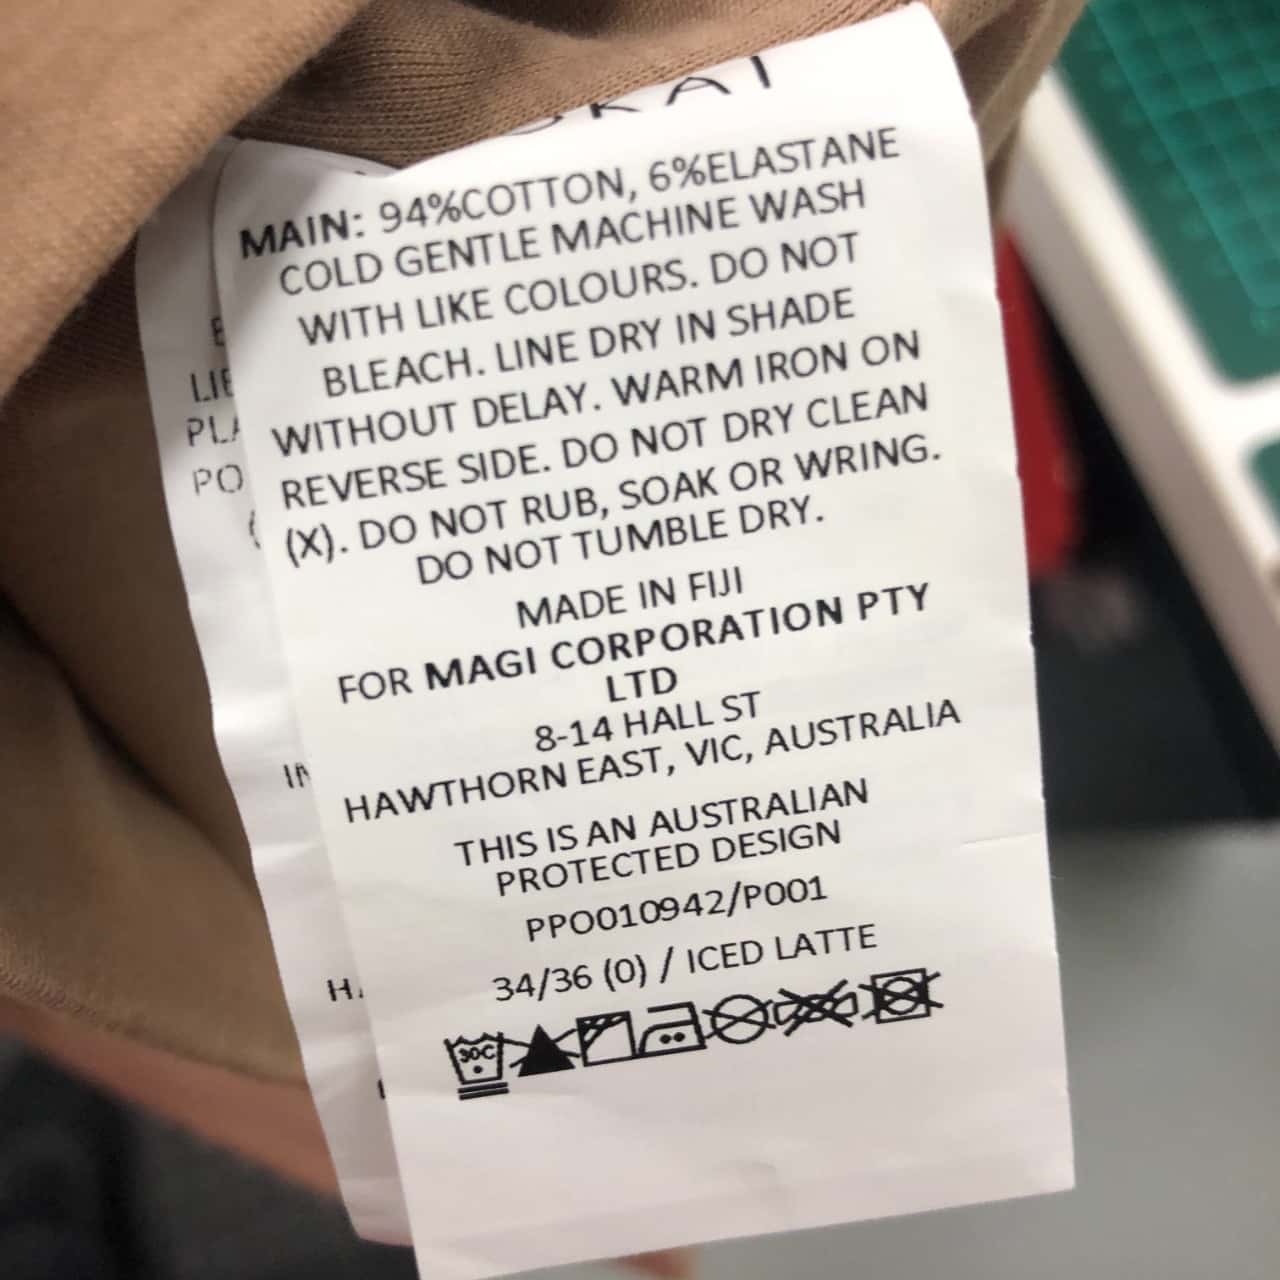 KAI
MAIN: 94%COTTON, 6%ELASTANE
COLD GENTLE MACHINE WASH
WITH LIKE COLOURS. DO NOT
BLEACH. LINE DRY IN SHADE
WITHOUT DELAY. WARM IRON ON
REVERSE SIDE. DO NOT DRY CLEAN
(X). DO NOT RUB, SOAK OR WRING.
DO NOT TUMBLE DRY.
MADE IN FIJI
FOR MAGI CORPORATION PTY
LTD
8-14 HALL ST
HAWTHORN EAST, VIC, AUSTRALIA
THIS IS AN AUSTRALIAN
PROTECTED DESIGN
PPO010942/P001
34/36 (0) / ICED LATTE
30C